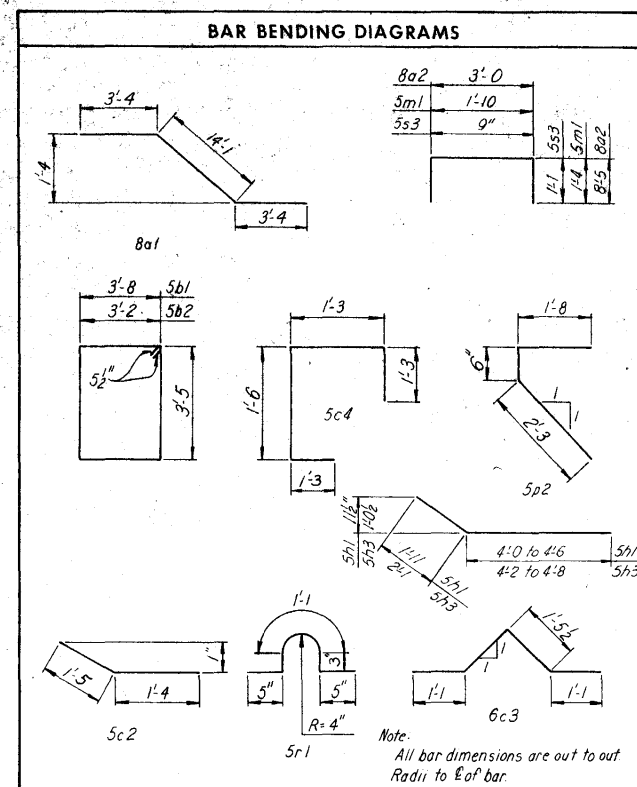 BAR BENDING DIAGRAMS
3'-4
14'-1
1'-4
3'-4
8a1
8a2 3'-0
5m1 1'-10
5s3 9"
1'-1 5s3
1'-4 5m1
8'-5 8a2
3'-8 5b1
3'-2 5b2
5½"
3'-5
1'-3
1'-3
1'-6
5c4
1'-3
1'-8
6"
1
1
2'-3
5p2
11½" 5h1
1'-0½ 5h3
1'-11 5h1
2'-1 5h3
4'-0 to 4'-6 5h1
4'-2 to 4'-8 5h3
1'-5
1'-4
1"
5c2
1'-1
3"
5" 5"
R=4"
5r1
1'-5½
1
1
1'-1 1'-1
6c3
Note:
All bar dimensions are out to out.
Radii to ℄ of bar.